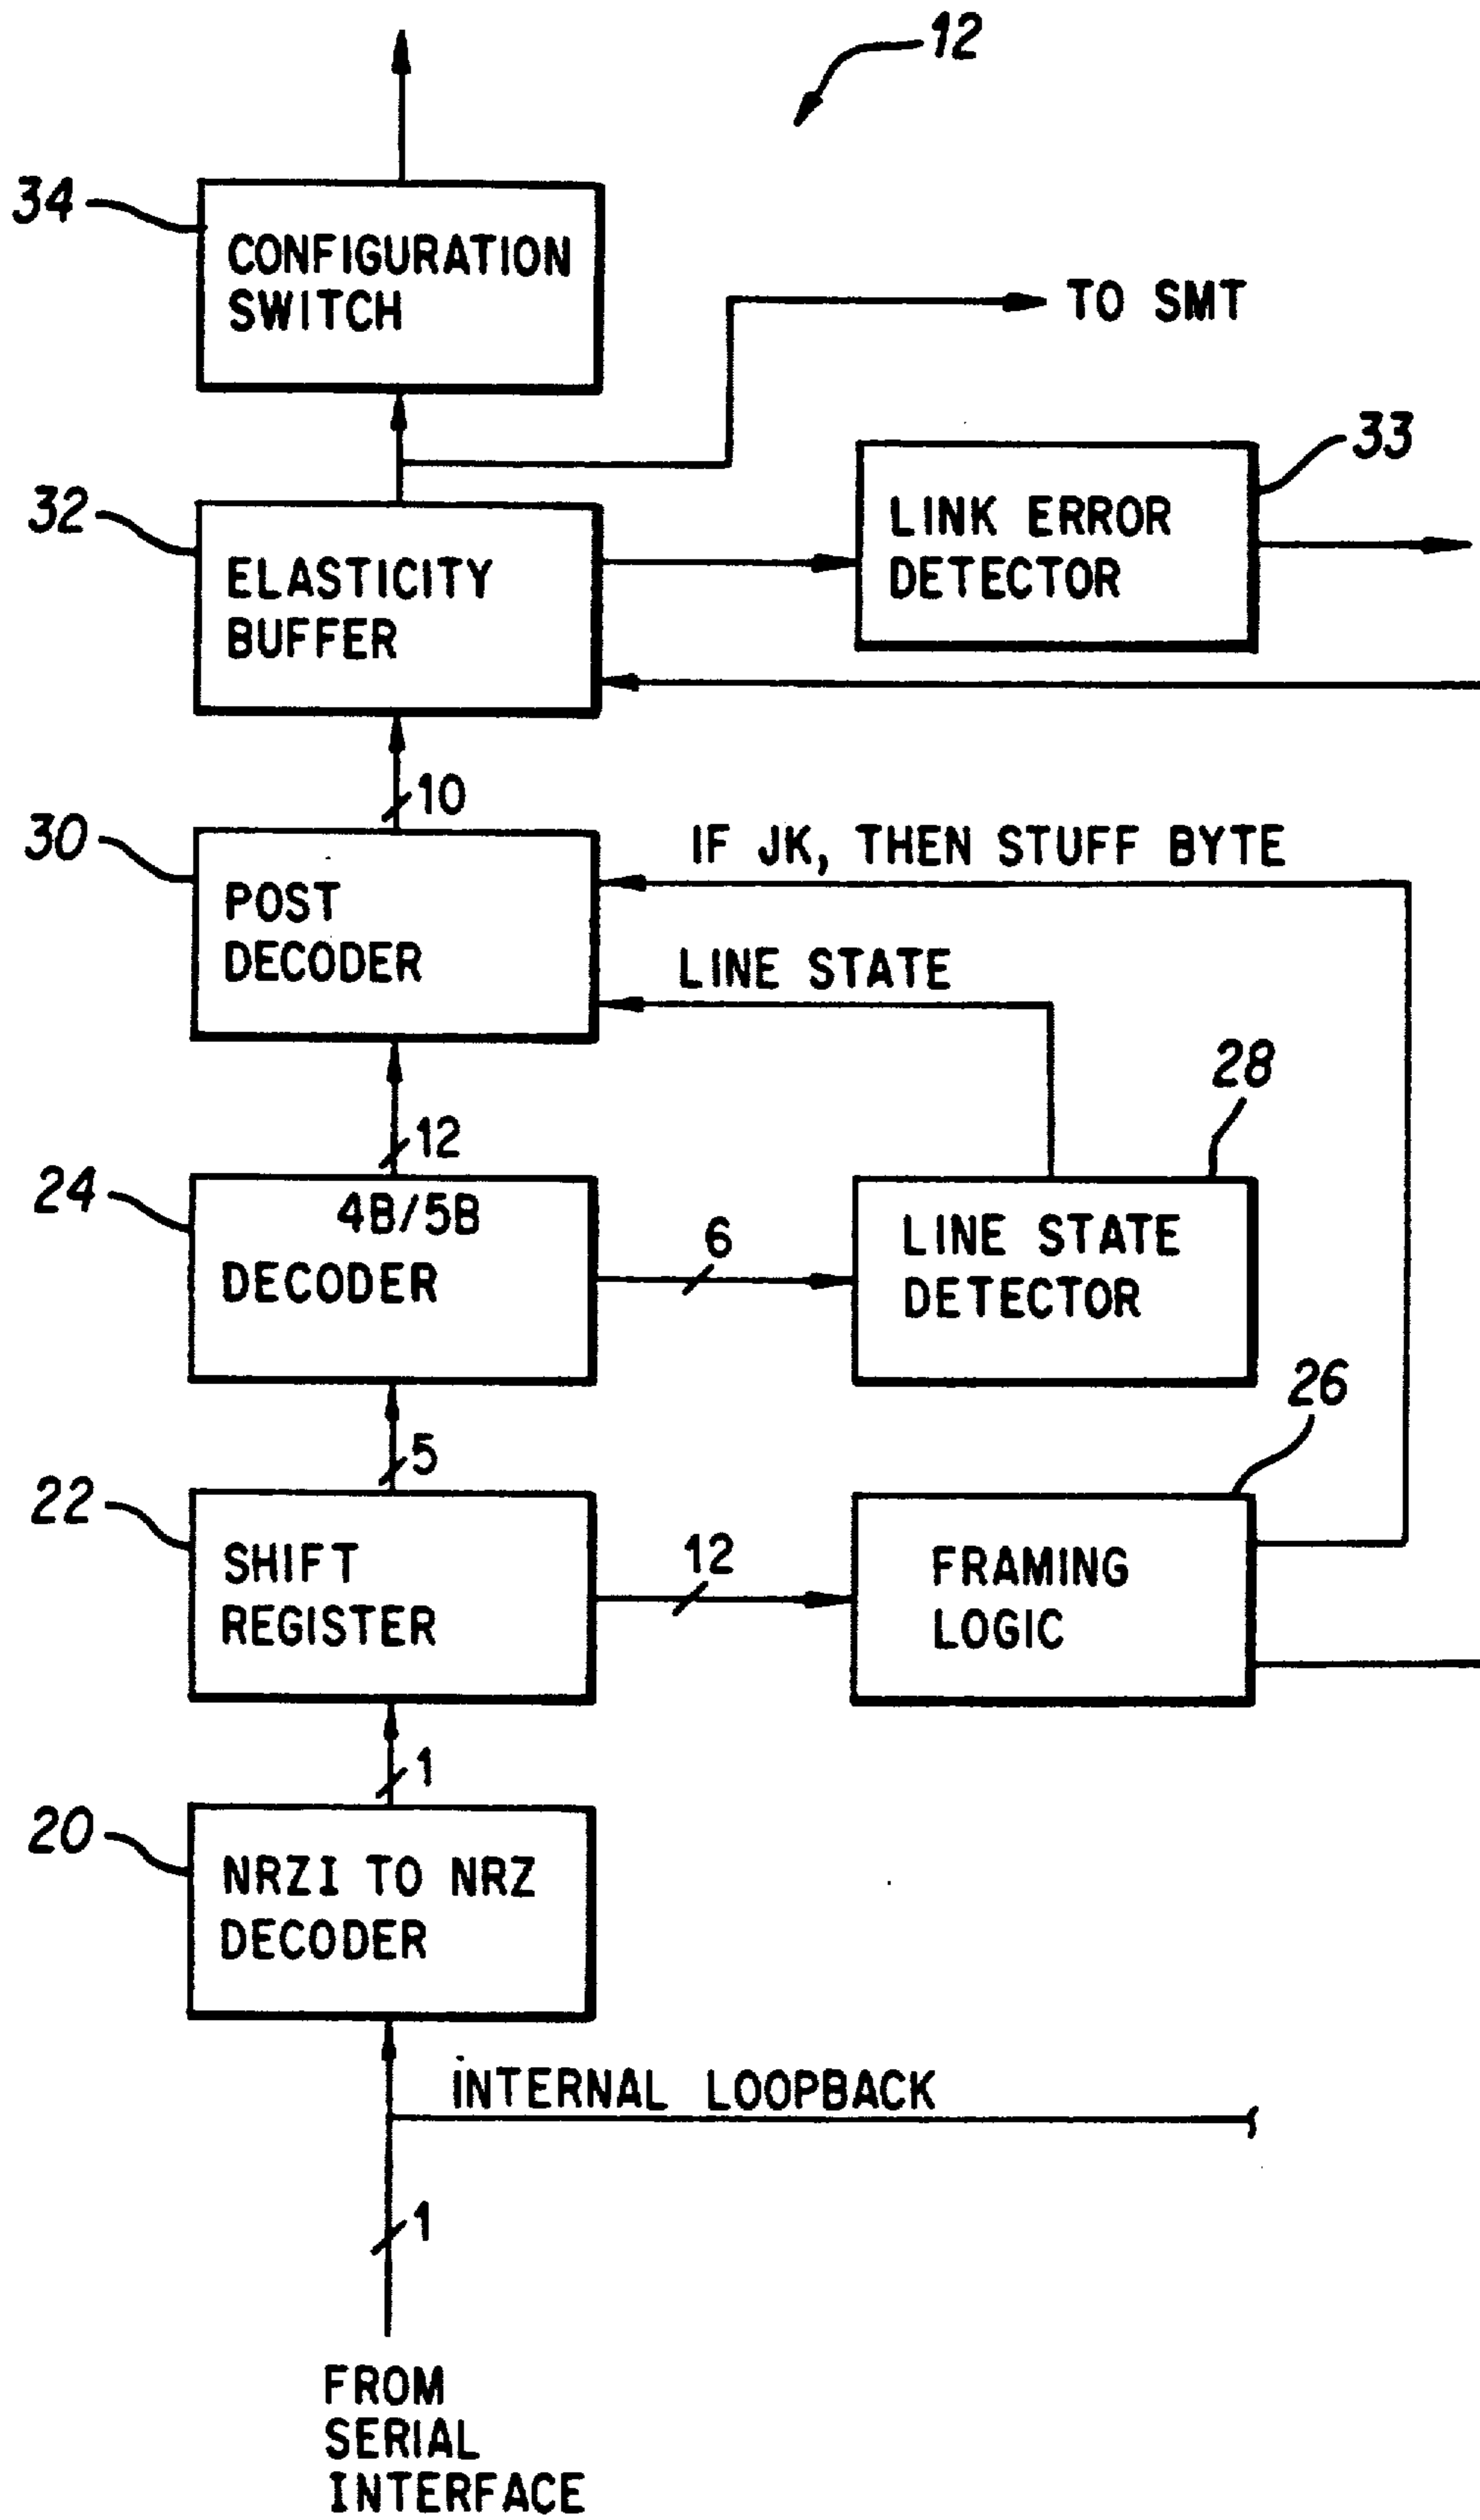 12
34
CONFIGURATION
SWITCH
TO SMT
33
32
LINK ERROR
DETECTOR
ELASTICITY
BUFFER
10
30
IF JK, THEN STUFF BYTE
POST
DECODER
LINE STATE
28
12
24
4B/5B
DECODER
6
LINE STATE
DETECTOR
26
5
22
SHIFT
REGISTER
12
FRAMING
LOGIC
1
20
NRZI TO NRZ
DECODER
INTERNAL LOOPBACK
1
FROM
SERIAL
INTERFACE